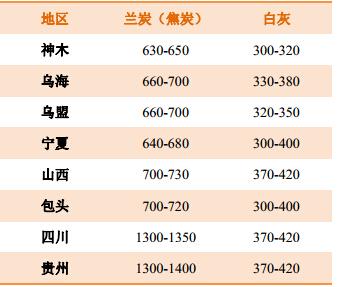 地区 兰炭（焦炭） 白灰
神木 630-650 300-320
乌海 660-700 330-380
乌盟 660-700 320-350
宁夏 640-680 300-400
山西 700-730 370-420
包头 700-720 300-400
四川 1300-1350 370-420
贵州 1300-1400 370-420